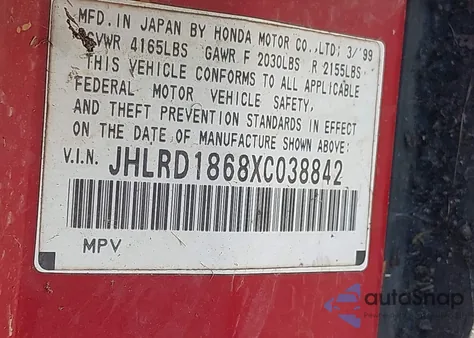 MFD. IN JAPAN BY HONDA MOTOR CO., LTD; 3/'99
GVWR 4165LBS GAWR F 2030LBS R 2155LBS
THIS VEHICLE CONFORMS TO ALL APPLICABLE
FEDERAL MOTOR VEHICLE SAFETY,
AND THEFT PREVENTION STANDARDS IN EFFECT
ON THE DATE OF MANUFACTURE SHOWN ABOVE:
V.I.N. JHLRD1868XC038842
MPV
autoSnap